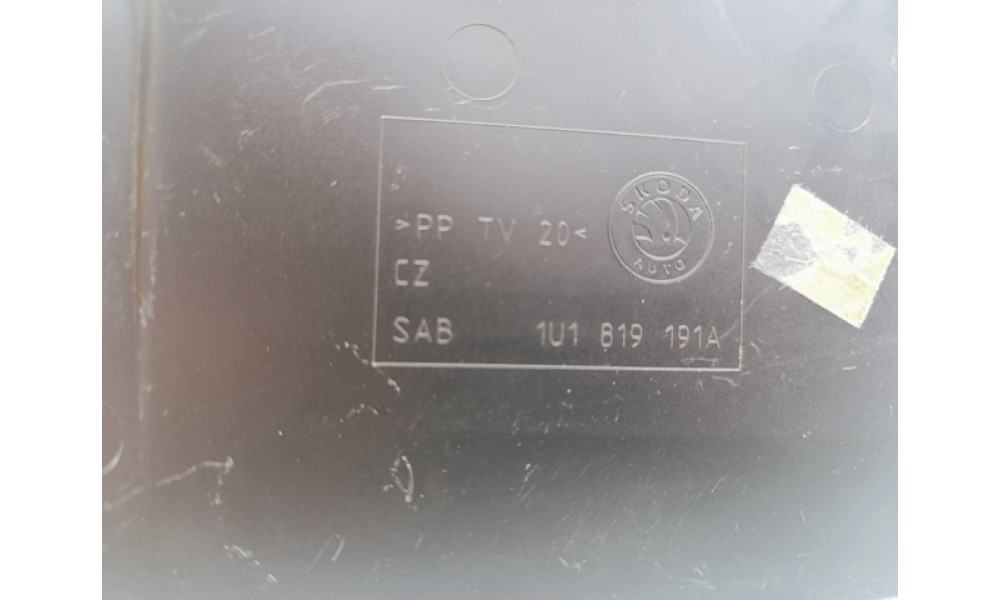 >PP TV 20<
SKODA
AUTO
CZ
SAB 1U1 819 191A